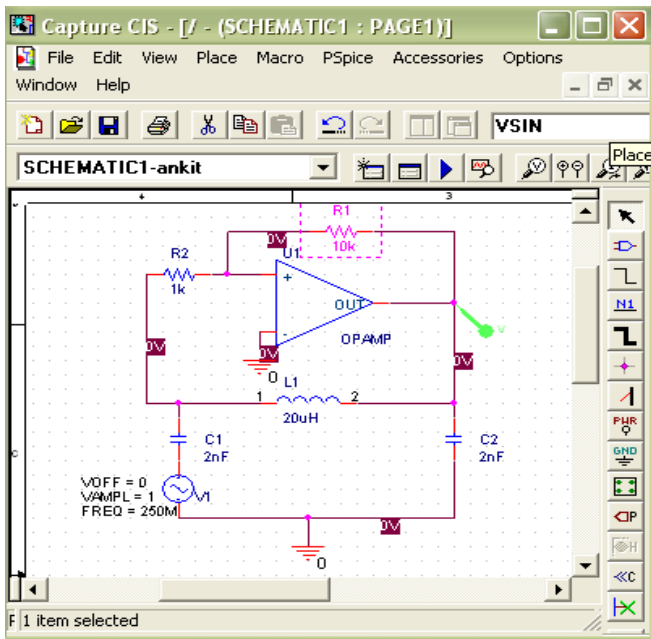 Capture CIS - [/ - (SCHEMATIC1 : PAGE1)]
File Edit View Place Macro PSpice Accessories Options
Window Help
VSIN
Place
SCHEMATIC1-ankit
4
3
R1
10k
0V
R2
1k
U1
+
OUT
-
OPAMP
0V
0V
0V
0
L1
1
2
20uH
C1
2nF
C2
2nF
VOFF = 0
VAMPL = 1
FREQ = 250M
V1
V
0V
0
C
N1
PWR
GND
P
H
C
F
1 item selected